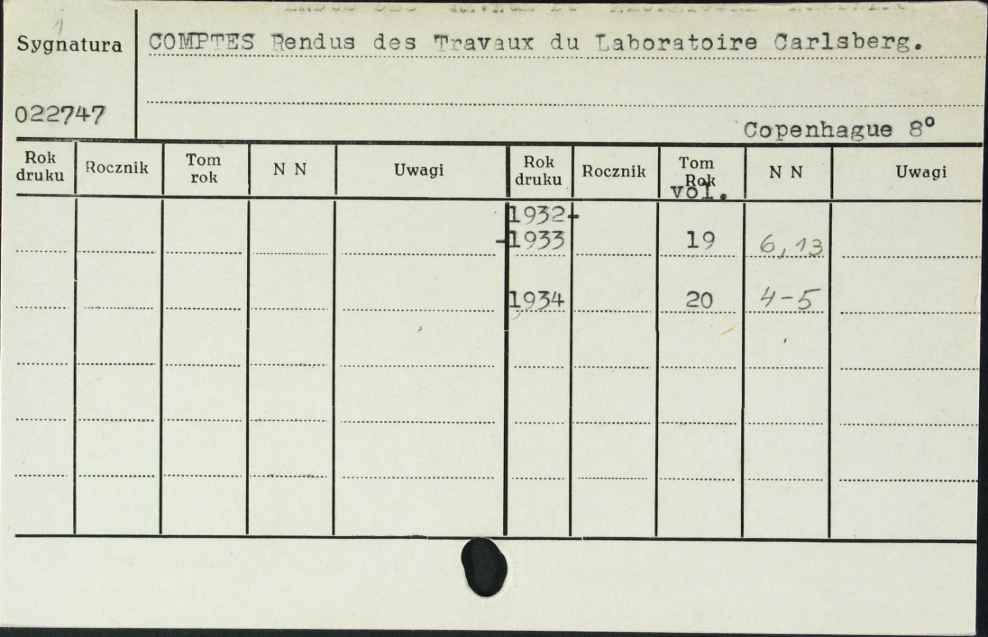 Sygnatura
COMPTES Rendus des Travaux du Laboratoire Carlsberg.
022747
Copenhague 8°
Rok druku Rocznik Tom rok N N Uwagi Rok druku Rocznik Tom Rok N N Uwagi
vol.
1932-
-1933 19 6, 13
1934 20 4-5